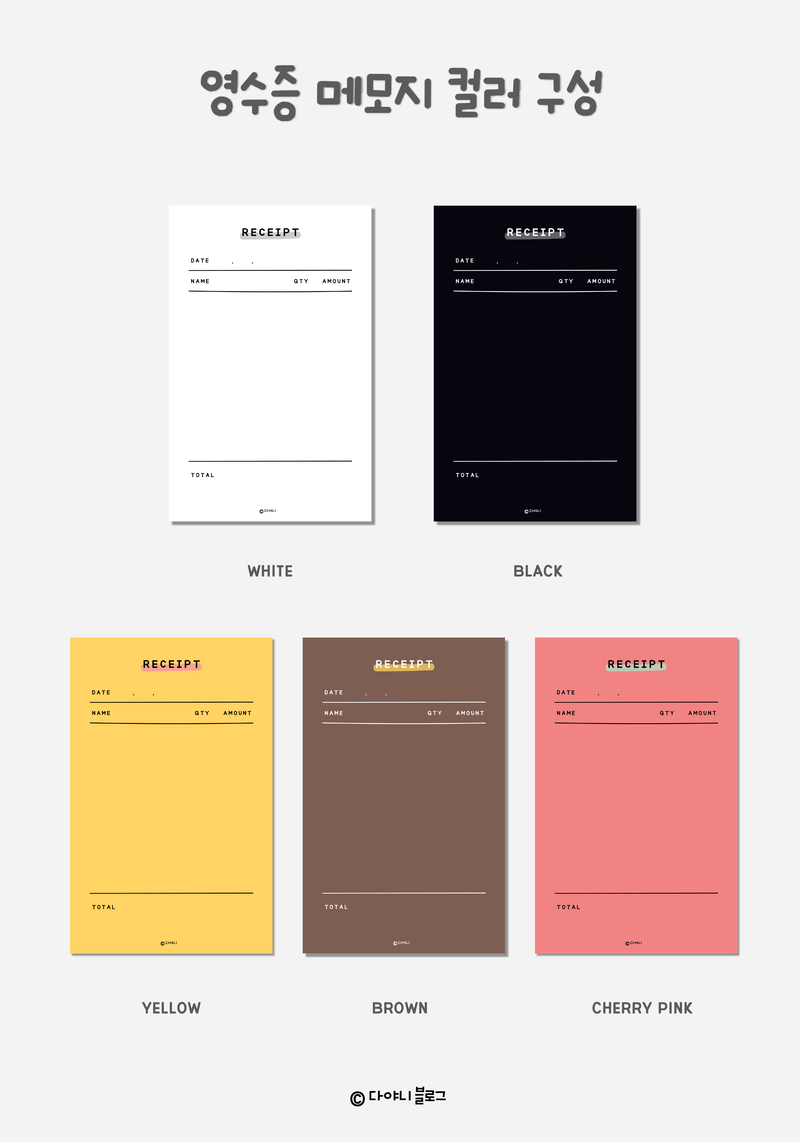 영수증 메모지 컬러 구성
RECEIPT
DATE . .
NAME QTY AMOUNT
TOTAL
©다야니
WHITE
RECEIPT
DATE . .
NAME QTY AMOUNT
TOTAL
©다야니
BLACK
RECEIPT
DATE . .
NAME QTY AMOUNT
TOTAL
©다야니
YELLOW
RECEIPT
DATE . .
NAME QTY AMOUNT
TOTAL
©다야니
BROWN
RECEIPT
DATE . .
NAME QTY AMOUNT
TOTAL
©다야니
CHERRY PINK
© 다야니 블로그